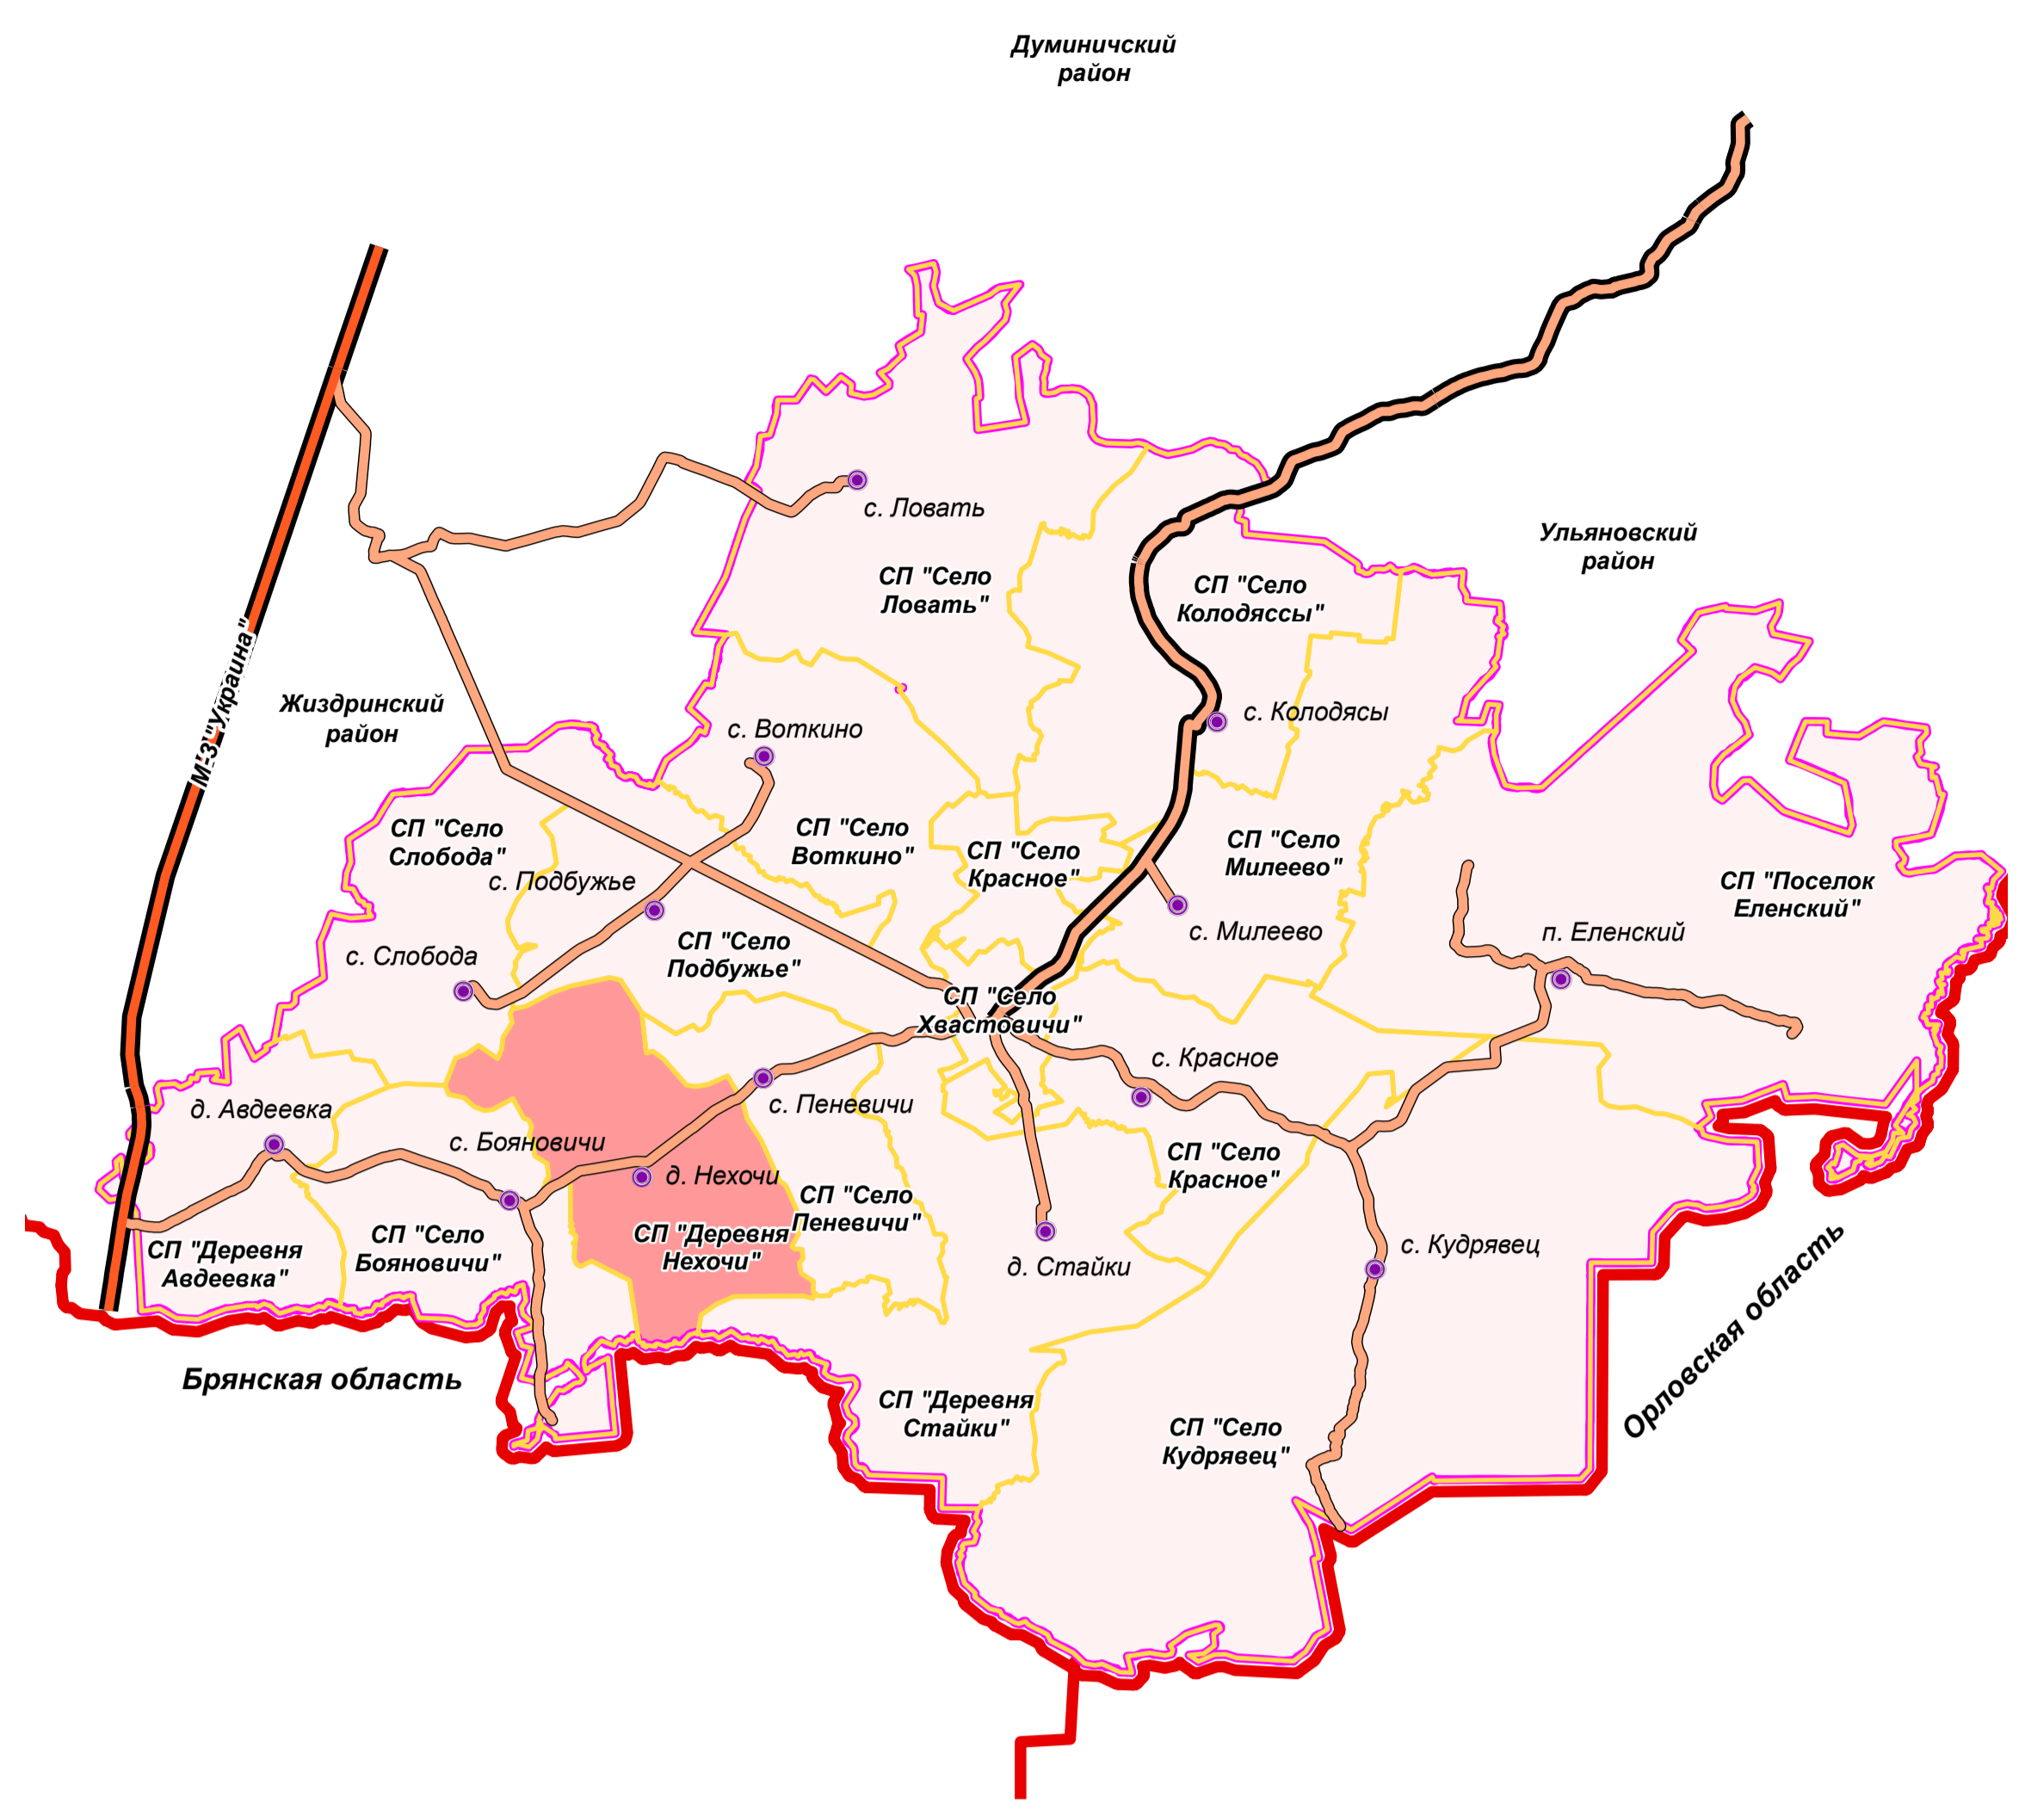 Думиничский
район
с. Ловать
Ульяновский
район
СП "Село
Ловать"
СП "Село
Колодяссы"
М-3 "Украина"
Жиздринский
район
с. Воткино
с. Колодясы
СП "Село
Слобода"
СП "Село
Воткино"
СП "Село
Красное"
СП "Село
Милеево"
с. Подбужье
СП "Поселок
Еленский"
с. Слобода
СП "Село
Подбужье"
с. Милеево
п. Еленский
СП "Село
Хвастовичи"
с. Красное
д. Авдеевка
с. Пеневичи
с. Бояновичи
д. Нехочи
СП "Село
Красное"
СП "Село
Пеневичи"
СП "Деревня
Авдеевка"
СП "Село
Бояновичи"
СП "Деревня
Нехочи"
д. Стайки
с. Кудрявец
Орловская область
Брянская область
СП "Деревня
Стайки"
СП "Село
Кудрявец"